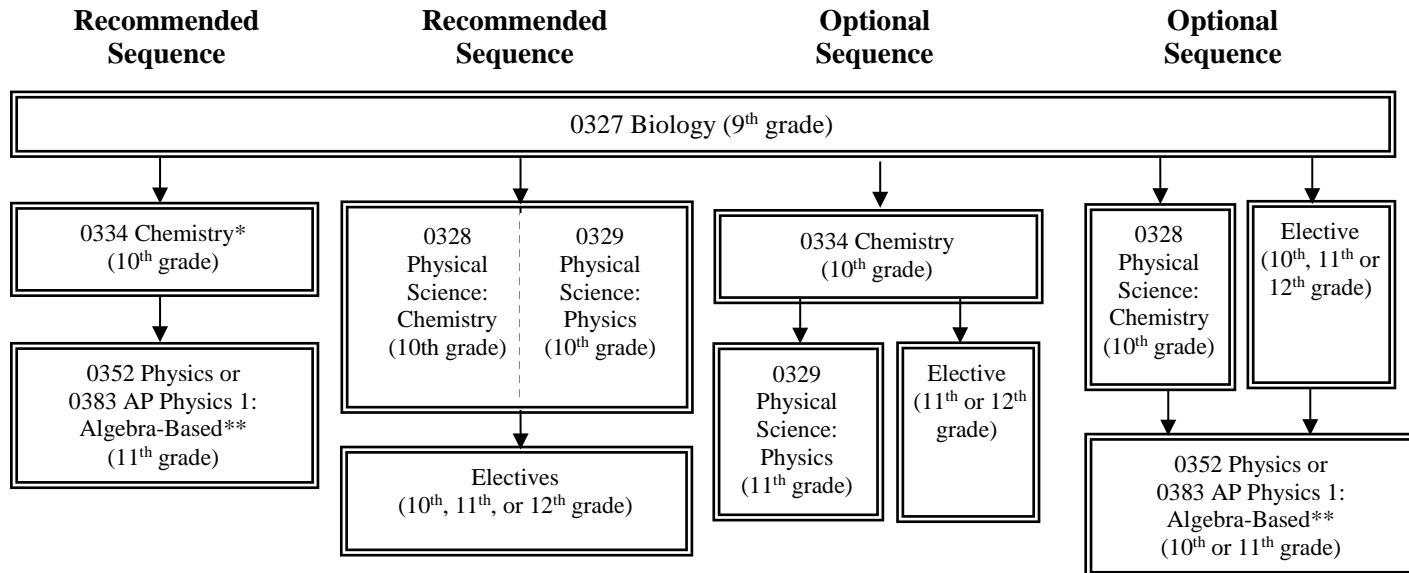 Recommended
Sequence
Recommended
Sequence
Optional
Sequence
Optional
Sequence
0327 Biology (9th grade)
0334 Chemistry*
(10th grade)
0352 Physics or
0383 AP Physics 1:
Algebra-Based**
(11th grade)
0328
Physical
Science:
Chemistry
(10th grade)
0329
Physical
Science:
Physics
(10th grade)
Electives
(10th, 11th, or 12th grade)
0334 Chemistry
(10th grade)
0329
Physical
Science:
Physics
(11th grade)
Elective
(11th or 12th
grade)
0328
Physical
Science:
Chemistry
(10th grade)
Elective
(10th, 11th or
12th grade)
0352 Physics or
0383 AP Physics 1:
Algebra-Based**
(10th or 11th grade)